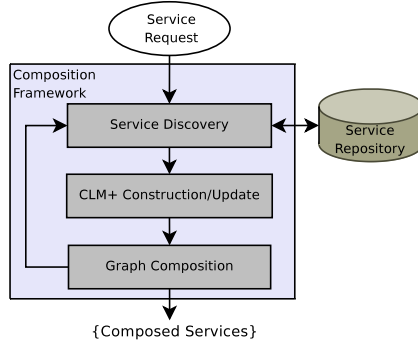 Service
Request
Composition
Framework
Service Discovery
Service
Repository
CLM+ Construction/Update
Graph Composition
{Composed Services}